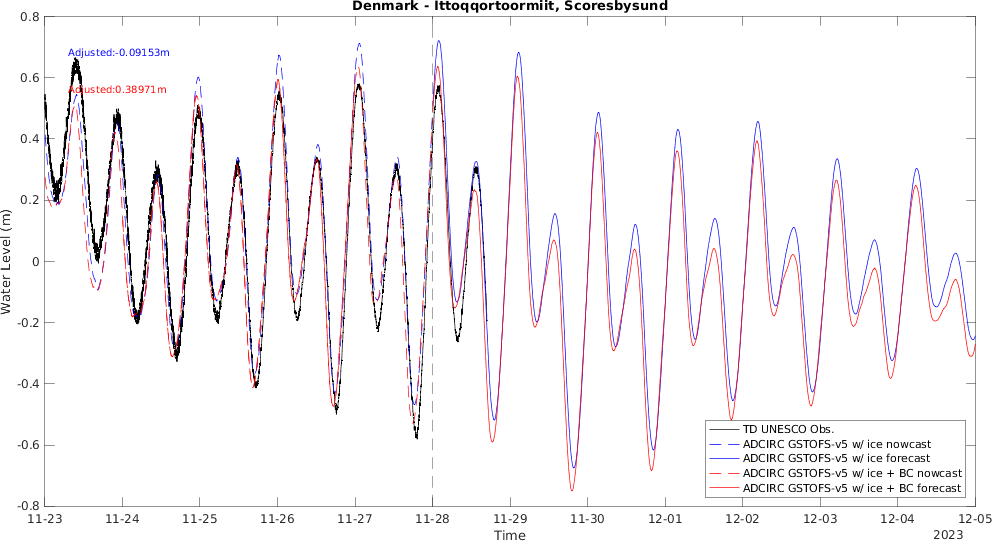 Denmark - Ittoqqortoormiit, Scoresbysund
0.8
0.6
0.4
0.2
0
-0.2
-0.4
-0.6
-0.8
Water Level (m)
Adjusted:-0.09153m
Adjusted:0.38971m
TD UNESCO Obs.
ADCIRC GSTOFS-v5 w/ ice nowcast
ADCIRC GSTOFS-v5 w/ ice forecast
ADCIRC GSTOFS-v5 w/ ice + BC nowcast
ADCIRC GSTOFS-v5 w/ ice + BC forecast
11-23 11-24 11-25 11-26 11-27 11-28 11-29 11-30 12-01 12-02 12-03 12-04 12-05
Time
2023